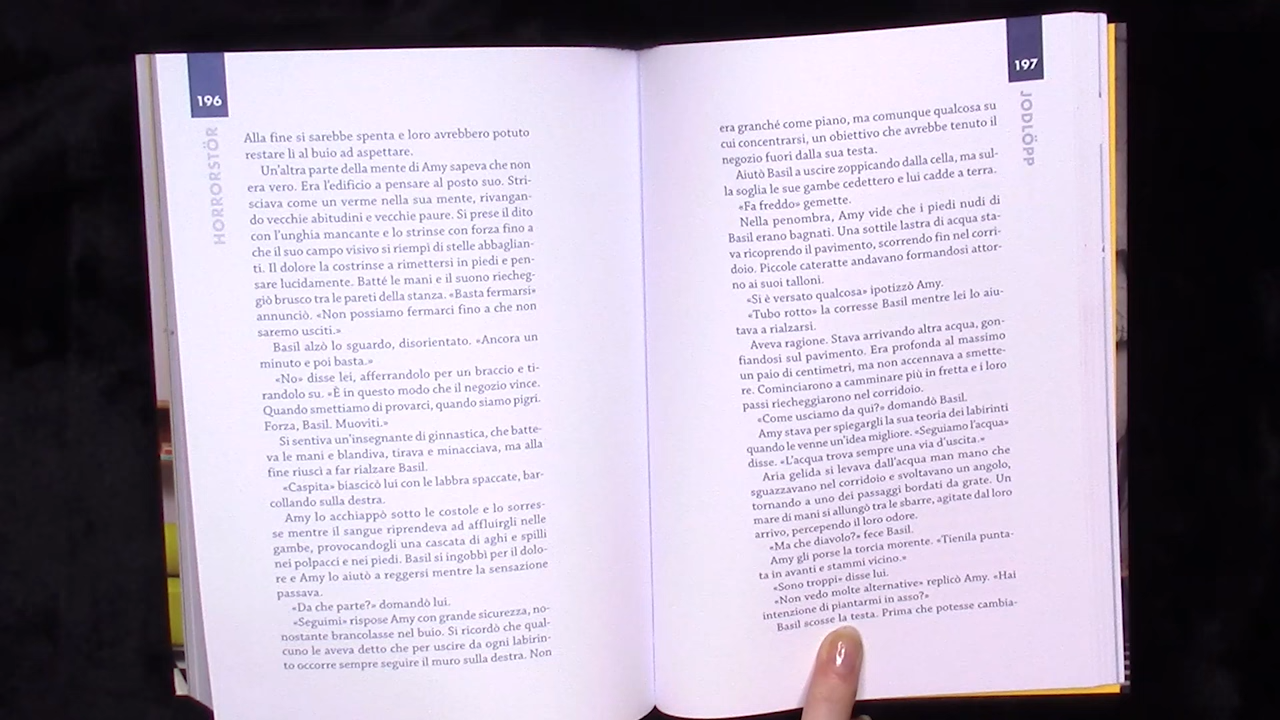 196
HORRORSTÖR
Alla fine si sarebbe spenta e loro avrebbero potuto
restare lì al buio ad aspettare.
Un'altra parte della mente di Amy sapeva che non
era vero. Era l'edificio a pensare al posto suo. Stri-
sciava come un verme nella sua mente, rivangan-
do vecchie abitudini e vecchie paure. Si prese il dito
con l'unghia mancante e lo strinse con forza fino a
che il suo campo visivo si riempì di stelle abbaglian-
ti. Il dolore la costrinse a rimettersi in piedi e pen-
sare lucidamente. Batté le mani e il suono riecheg-
giò brusco tra le pareti della stanza. «Basta fermarsi»
annunciò. «Non possiamo fermarci fino a che non
saremo usciti.»
Basil alzò lo sguardo, disorientato. «Ancora un
minuto e poi basta.»
«No» disse lei, afferrandolo per un braccio e ti-
randolo su. «È in questo modo che il negozio vince.
Quando smettiamo di provarci, quando siamo pigri.
Forza, Basil. Muoviti.»
Si sentiva un'insegnante di ginnastica, che batte-
va le mani e blandiva, tirava e minacciava, ma alla
fine riuscì a far rialzare Basil.
«Caspita» biascicò lui con le labbra spaccate, bar-
collando sulla destra.
Amy lo acchiappò sotto le costole e lo sorres-
se mentre il sangue riprendeva ad affluirgli nelle
gambe, provocandogli una cascata di aghi e spilli
nei polpacci e nei piedi. Basil si ingobbì per il dolo-
re e Amy lo aiutò a reggersi mentre la sensazione
passava.
«Da che parte?» domandò lui.
«Seguimi» rispose Amy con grande sicurezza, no-
nostante brancolasse nel buio. Si ricordò che qual-
cuno le aveva detto che per uscire da ogni labirin-
to occorre sempre seguire il muro sulla destra. Non
197
JODLÖPP
era granché come piano, ma comunque qualcosa su
cui concentrarsi, un obiettivo che avrebbe tenuto il
negozio fuori dalla sua testa.
Aiutò Basil a uscire zoppicando dalla cella, ma sul-
la soglia le sue gambe cedettero e lui cadde a terra.
«Fa freddo» gemette.
Nella penombra, Amy vide che i piedi nudi di
Basil erano bagnati. Una sottile lastra di acqua sta-
va ricoprendo il pavimento, scorrendo fin nel corri-
doio. Piccole cateratte andavano formandosi attor-
no ai suoi talloni.
«Si è versato qualcosa» ipotizzò Amy.
«Tubo rotto» la corresse Basil mentre lei lo aiu-
tava a rialzarsi.
Aveva ragione. Stava arrivando altra acqua, gon-
fiandosi sul pavimento. Era profonda al massimo
un paio di centimetri, ma non accennava a smette-
re. Cominciarono a camminare più in fretta e i loro
passi riecheggiarono nel corridoio.
«Come usciamo da qui?» domandò Basil.
Amy stava per spiegargli la sua teoria dei labirinti
quando le venne un'idea migliore. «Seguiamo l'acqua»
disse. «L'acqua trova sempre una via d'uscita.»
Aria gelida si levava dall'acqua man mano che
sguazzavano nel corridoio e svoltavano un angolo,
tornando a uno dei passaggi bordati da grate. Un
mare di mani si allungò tra le sbarre, agitate dal loro
arrivo, percependo il loro odore.
«Ma che diavolo?» fece Basil.
Amy gli porse la torcia morente. «Tienila punta-
ta in avanti e stammi vicino.»
«Sono troppi» disse lui.
«Non vedo molte alternative» replicò Amy. «Hai
intenzione di piantarmi in asso?»
Basil scosse la testa. Prima che potesse cambia-